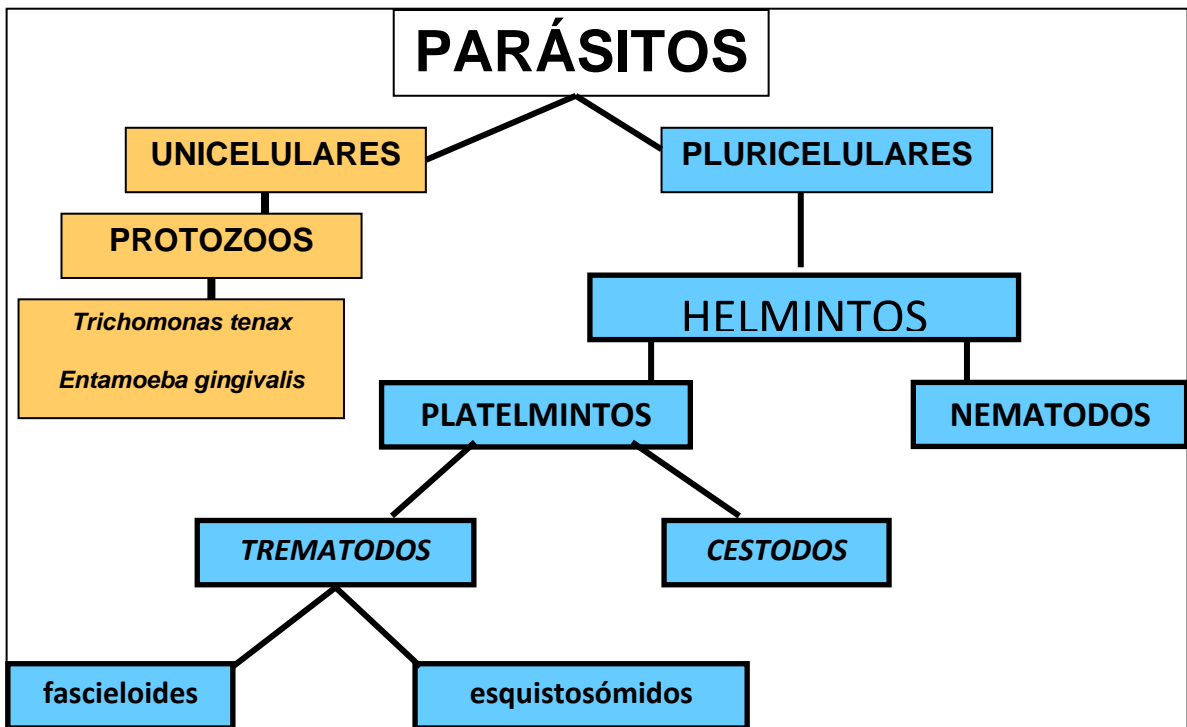 PARÁSITOS
UNICELULARES
PLURICELULARES
PROTOZOOS
Trichomonas tenax
Entamoeba gingivalis
HELMINTOS
PLATELMINTOS
NEMATODOS
TREMATODOS
CESTODOS
fascieloides
esquistosómidos